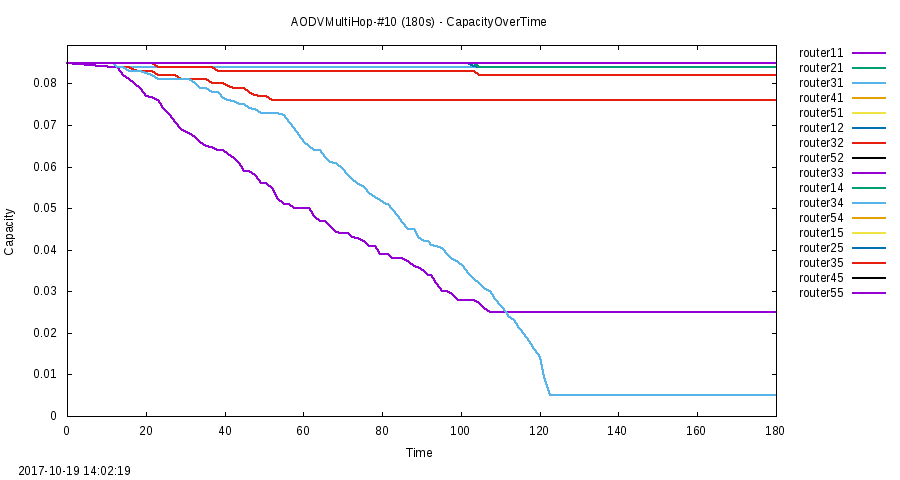 AODVMultiHop-#10 (180s) - CapacityOverTime
router11
router21
router31
router41
router51
router12
router32
router52
router33
router14
router34
router54
router15
router25
router35
router45
router55
Capacity
0.08
0.07
0.06
0.05
0.04
0.03
0.02
0.01
0
0 20 40 60 80 100 120 140 160 180
Time
2017-10-19 14:02:19